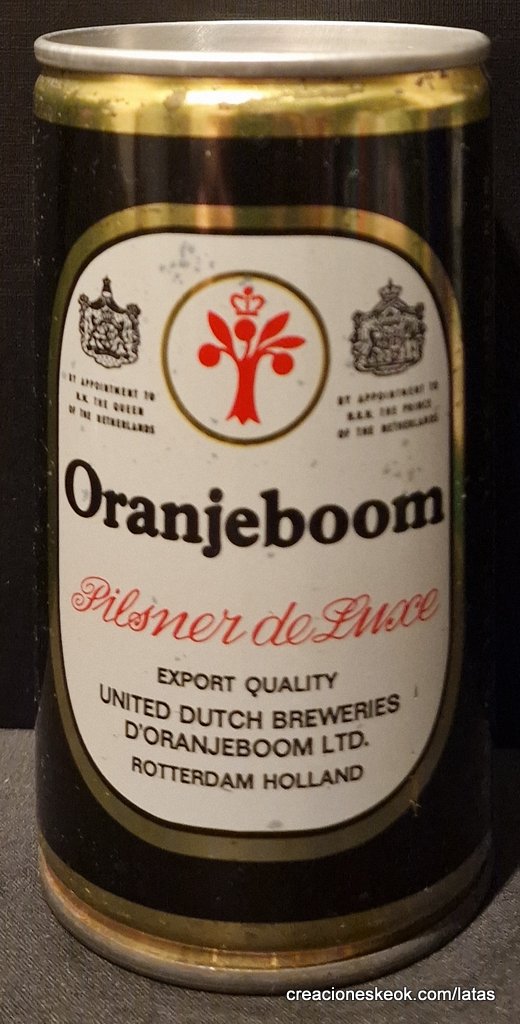 BY APPOINTMENT TO
H.M. THE QUEEN
OF THE NETHERLANDS
BY APPOINTMENT TO
H.R.H. THE PRINCE
OF THE NETHERLANDS
Oranjeboom
Pilsner de Luxe
EXPORT QUALITY
UNITED DUTCH BREWERIES
D'ORANJEBOOM LTD.
ROTTERDAM HOLLAND
creacioneskeok.com/latas